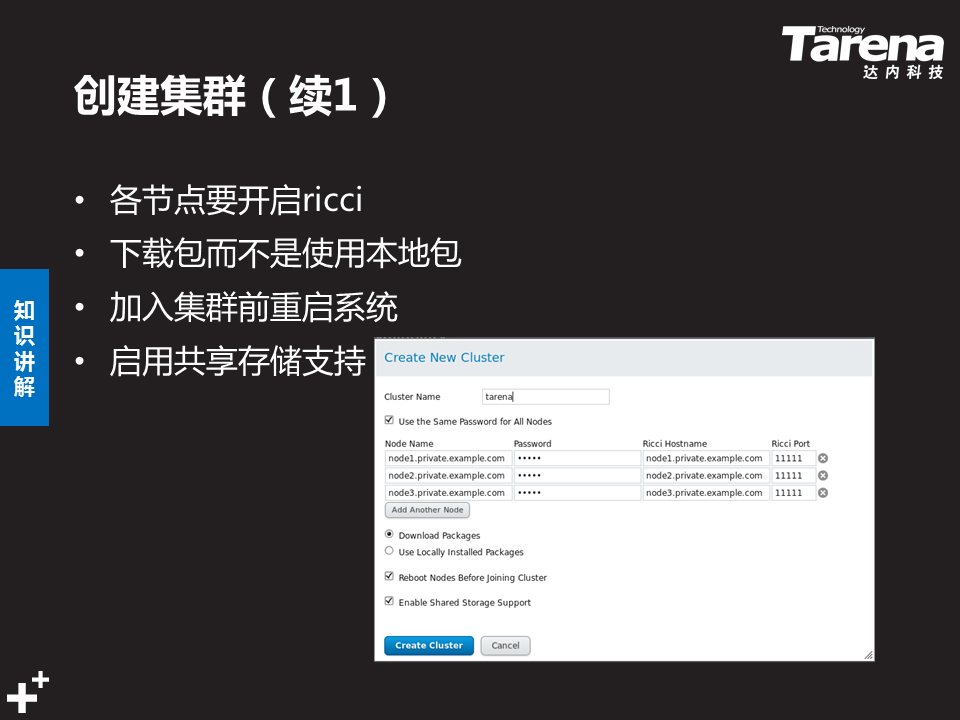 Technology
Tarena
达内科技
创建集群（续1）
• 各节点要开启ricci
• 下载包而不是使用本地包
• 加入集群前重启系统
• 启用共享存储支持
知识讲解
Create New Cluster
Cluster Name tarena
Use the Same Password for All Nodes
Node Name Password Ricci Hostname Ricci Port
node1.private.example.com ••••• node1.private.example.com 11111
node2.private.example.com ••••• node2.private.example.com 11111
node3.private.example.com ••••• node3.private.example.com 11111
Add Another Node
Download Packages
Use Locally Installed Packages
Reboot Nodes Before Joining Cluster
Enable Shared Storage Support
Create Cluster Cancel